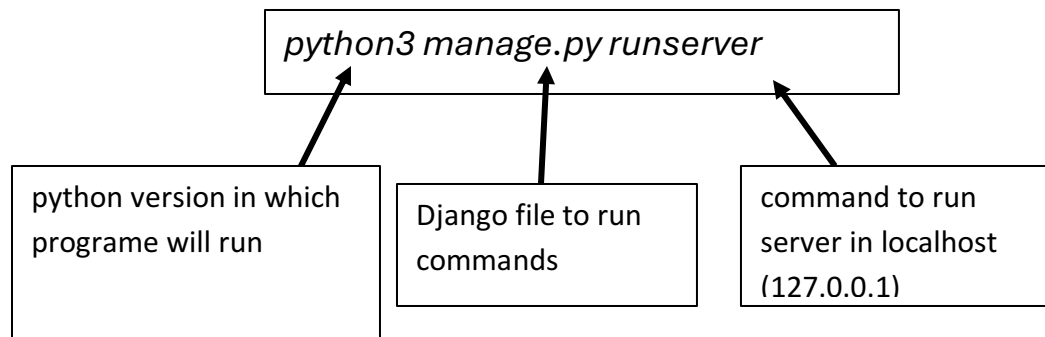 python3 manage.py runserver
python version in which
programe will run
Django file to run
commands
command to run
server in localhost
(127.0.0.1)